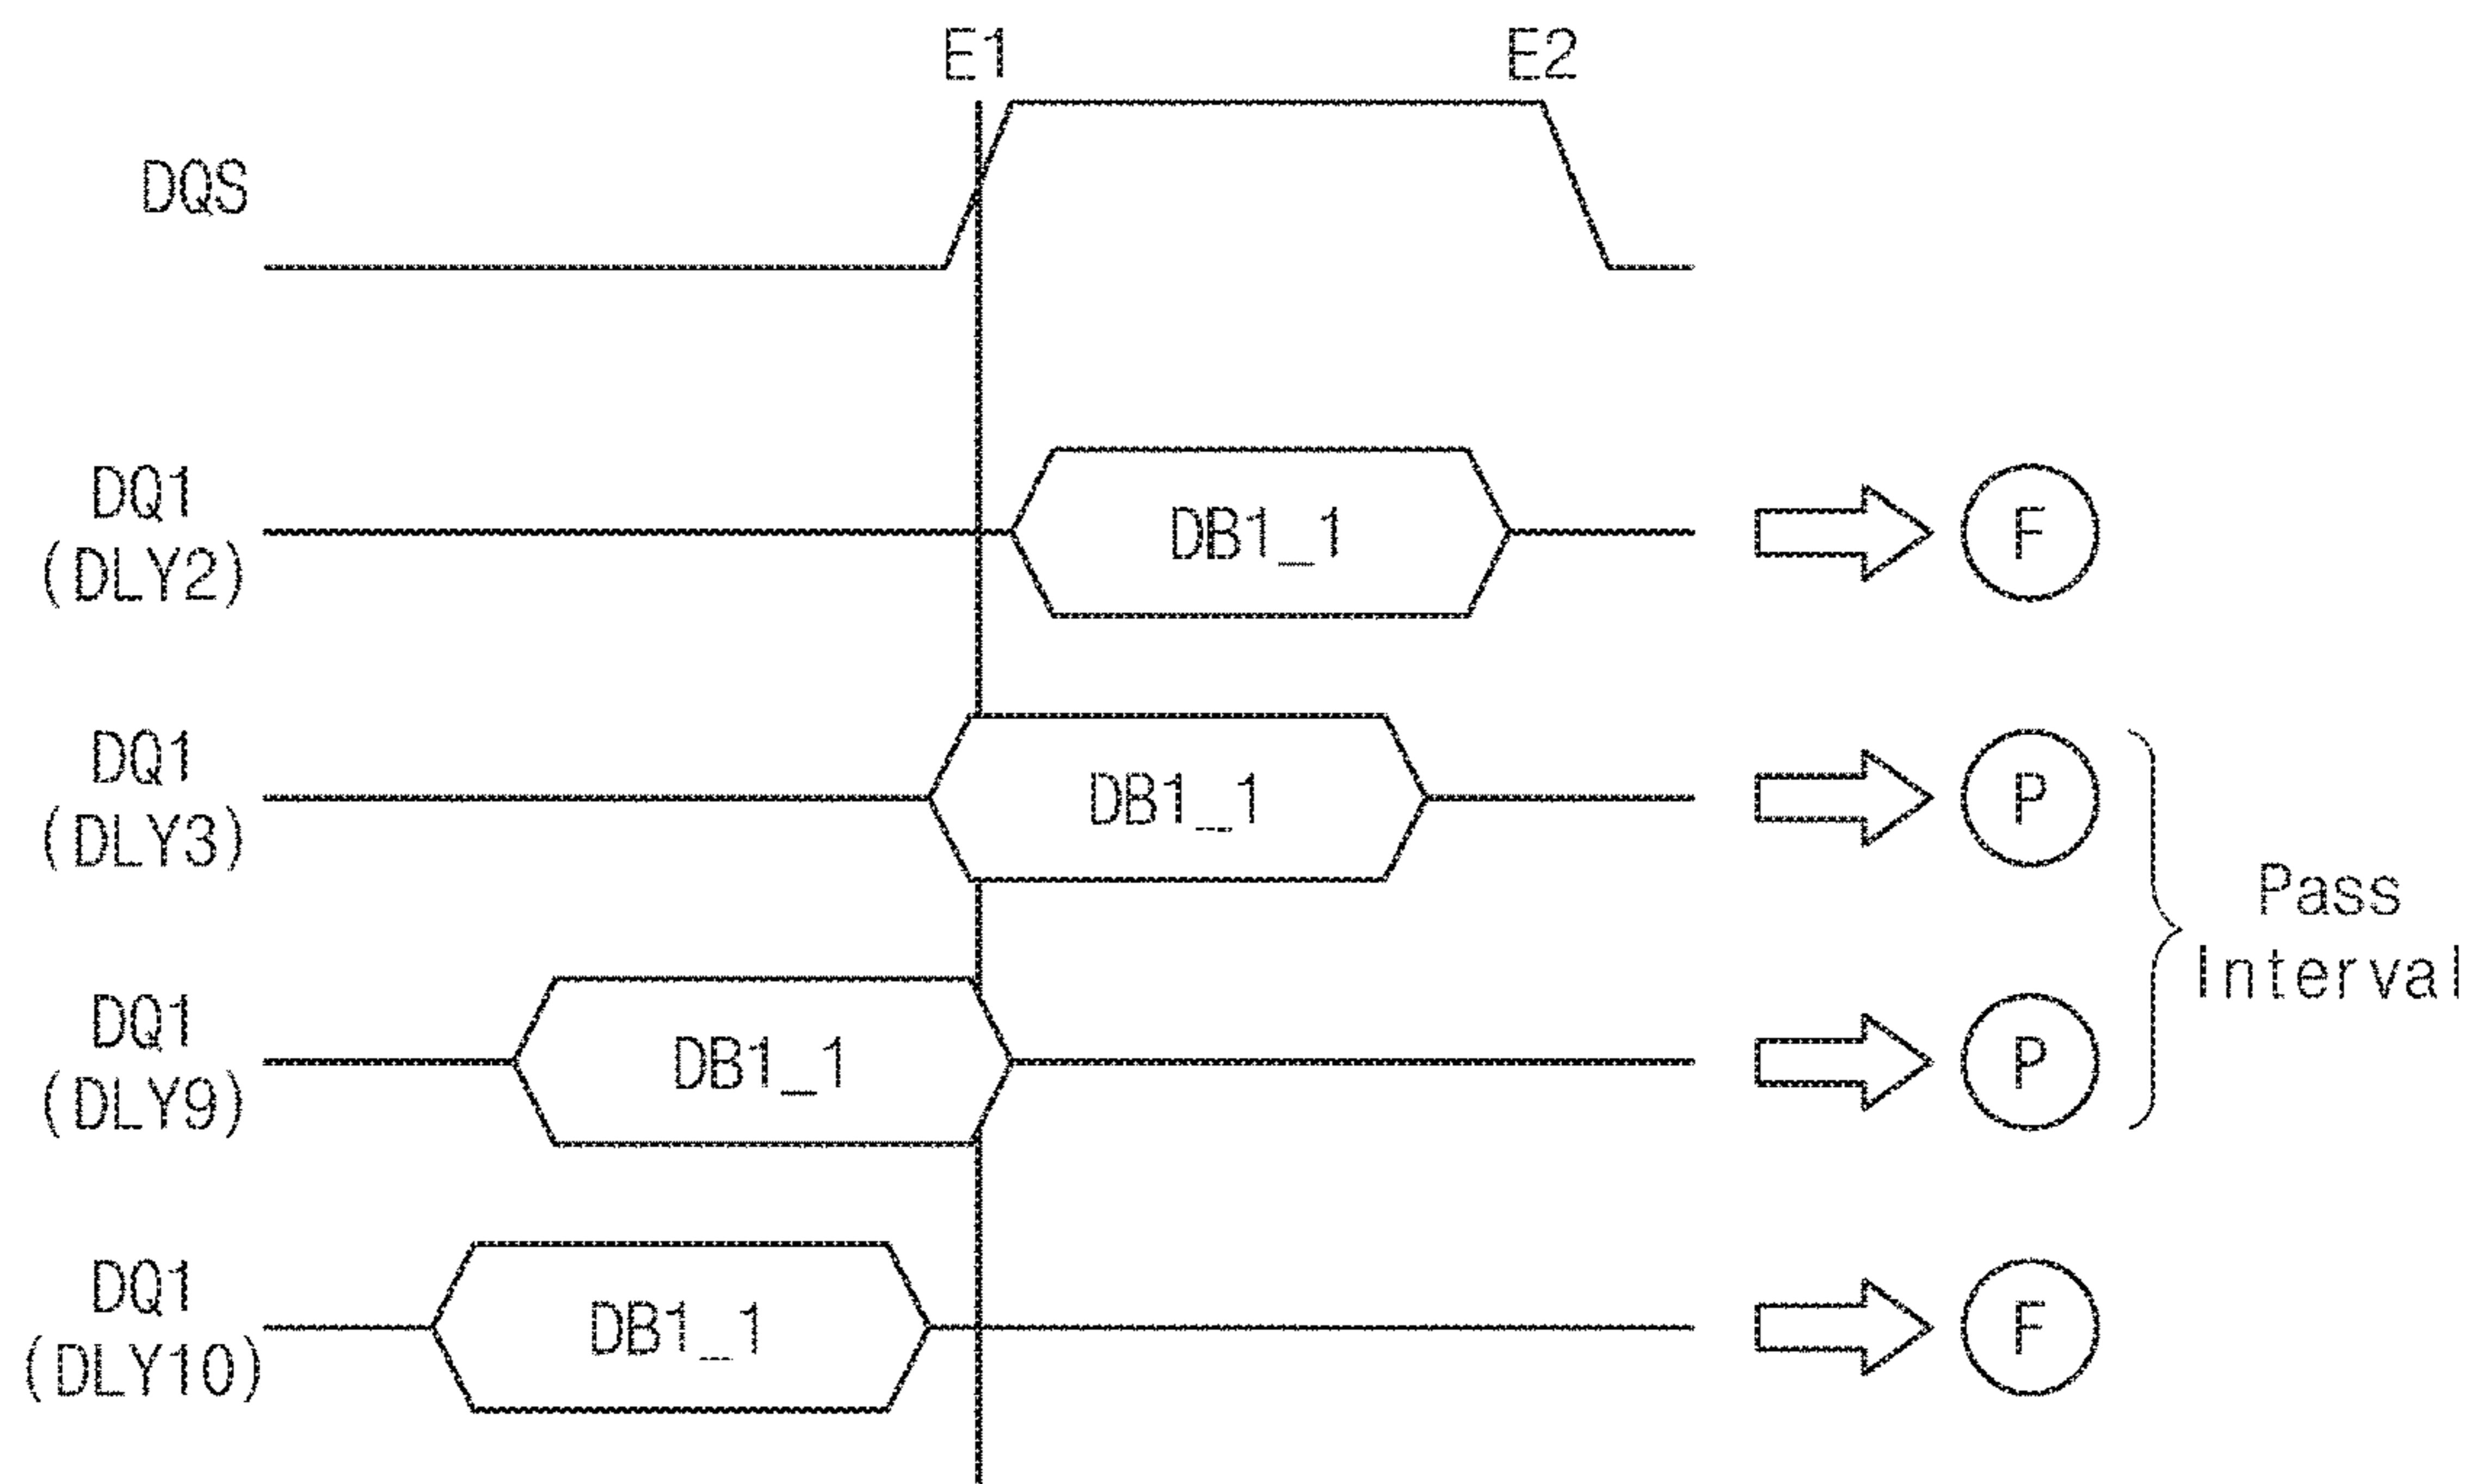 E1 E2
DQS
DQ1
(DLY2)
DB1_1
F
DQ1
(DLY3)
DB1_1
P
Pass
Interval
DQ1
(DLY9)
DB1_1
P
DQ1
(DLY10)
DB1_1
F